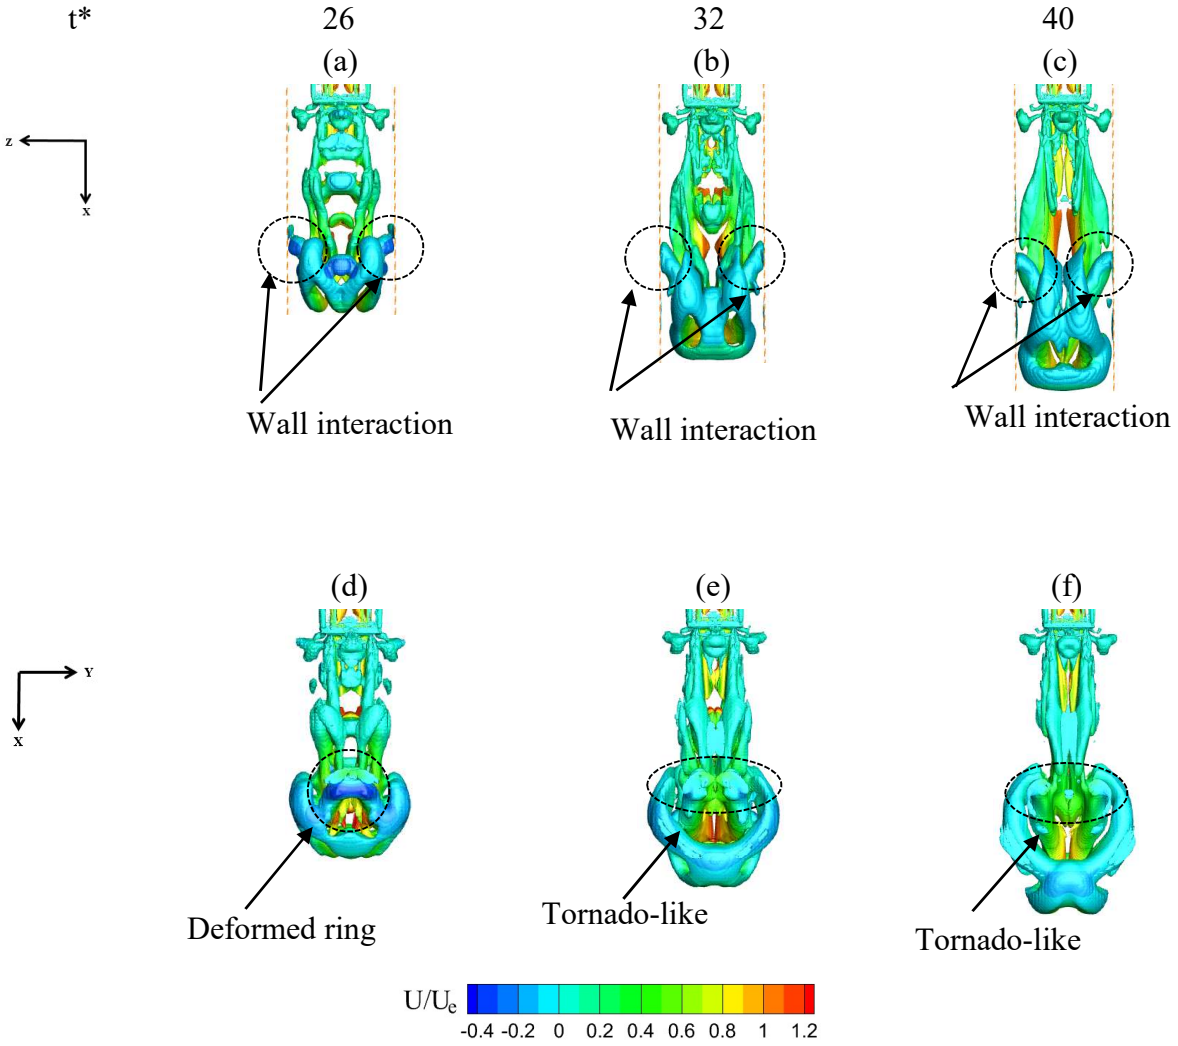 t* 26 32 40
(a) (b) (c)
z
x
Wall interaction
Wall interaction
Wall interaction
(d) (e) (f)
Y
X
Deformed ring
Tornado-like
Tornado-like
U/Ue
-0.4 -0.2 0 0.2 0.4 0.6 0.8 1 1.2